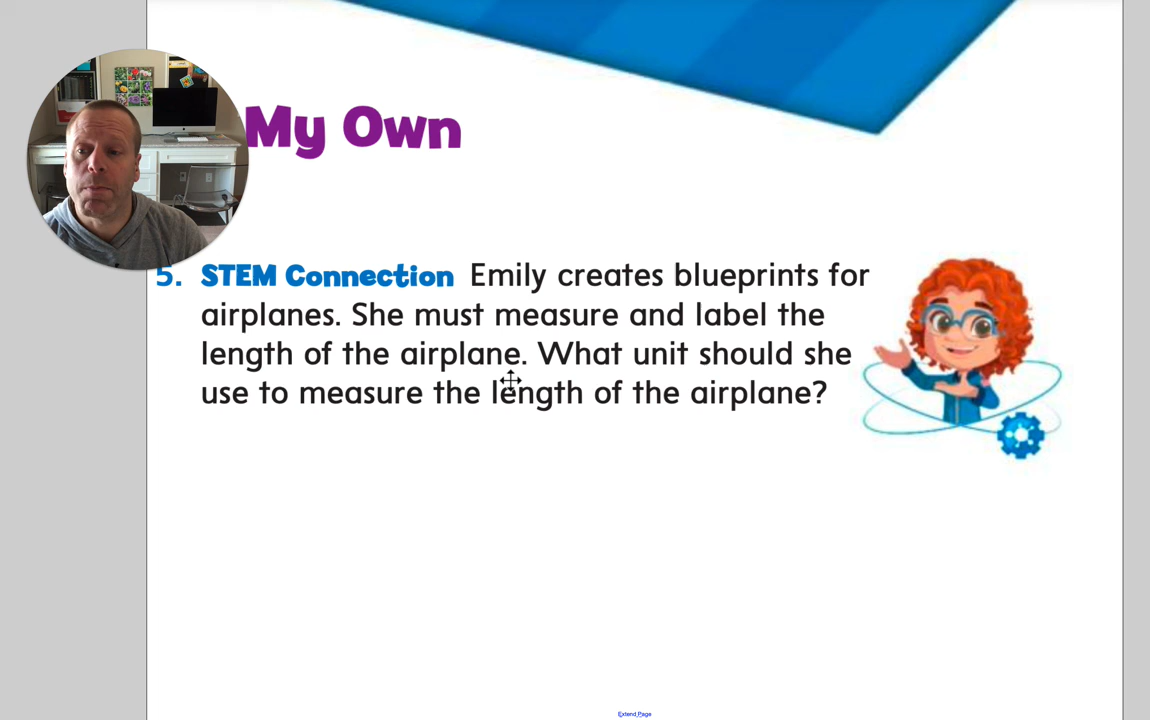 My Own
5. STEM Connection Emily creates blueprints for
airplanes. She must measure and label the
length of the airplane. What unit should she
use to measure the length of the airplane?
Extend Page